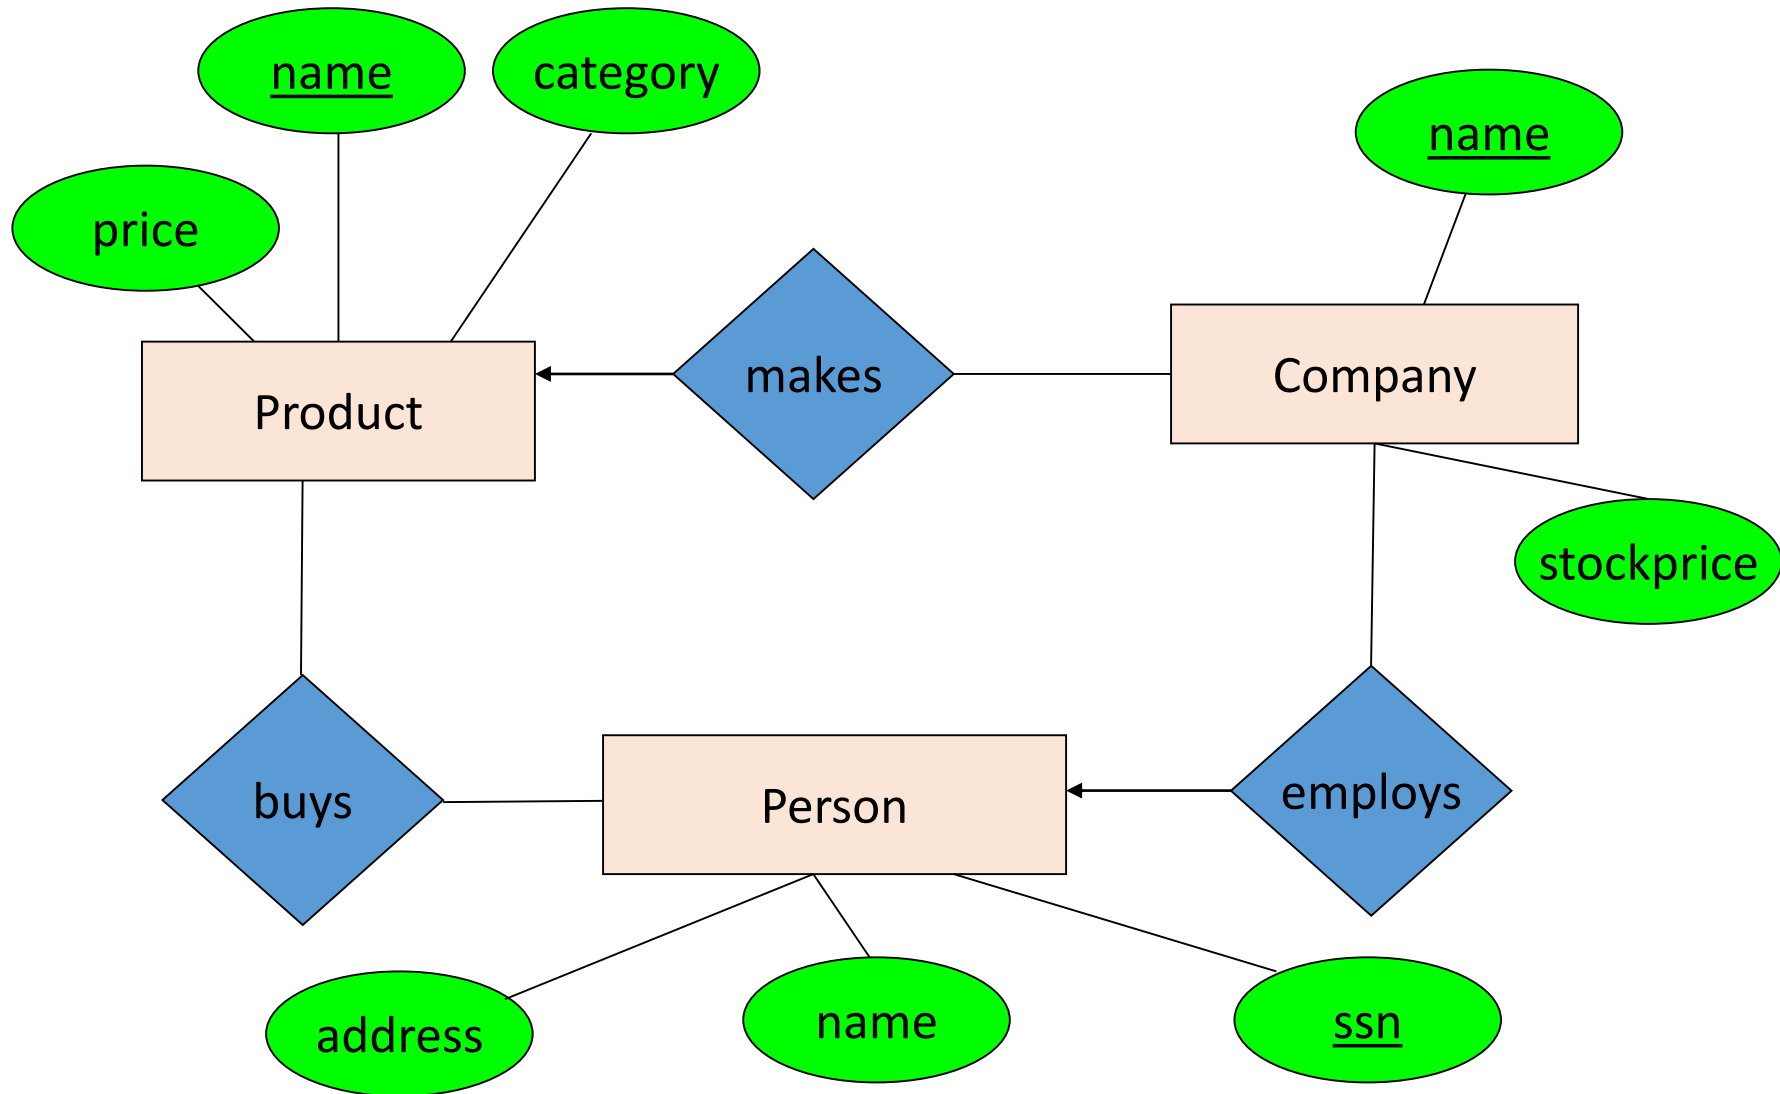 name
category
name
price
makes
Company
Product
stockprice
buys
Person
employs
address
name
ssn